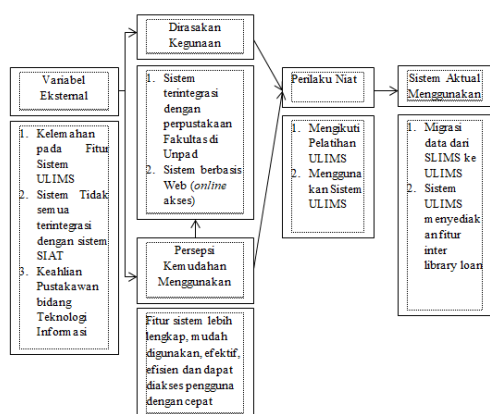 Variabel
Eksternal
1. Kelemahan
pada Fitur
Sistem
ULIMS
2. Sistem Tidak
semua
terintegrasi
dengan sistem
SIAT
3. Keahlian
Pustakawan
bidang
Teknologi
Informasi
Dirasakan
Kegunaan
1. Sistem
terintegrasi
dengan
perpustakaan
Fakultas di
Unpad
2. Sistem berbasis
Web (online
akses)
Persepsi
Kemudahan
Menggunakan
Fitur sistem lebih
lengkap, mudah
digunakan, efektif,
efisien dan dapat
diakses pengguna
dengan cepat
Perilaku Niat
1. Mengikuti
Pelatihan
ULIMS
2. Mengguna
kan Sistem
ULIMS
Sistem Aktual
Menggunakan
1. Migrasi
data dari
SLIMS ke
ULIMS
2. Sistem
ULIMS
menyediak
an fitur
inter
library loan